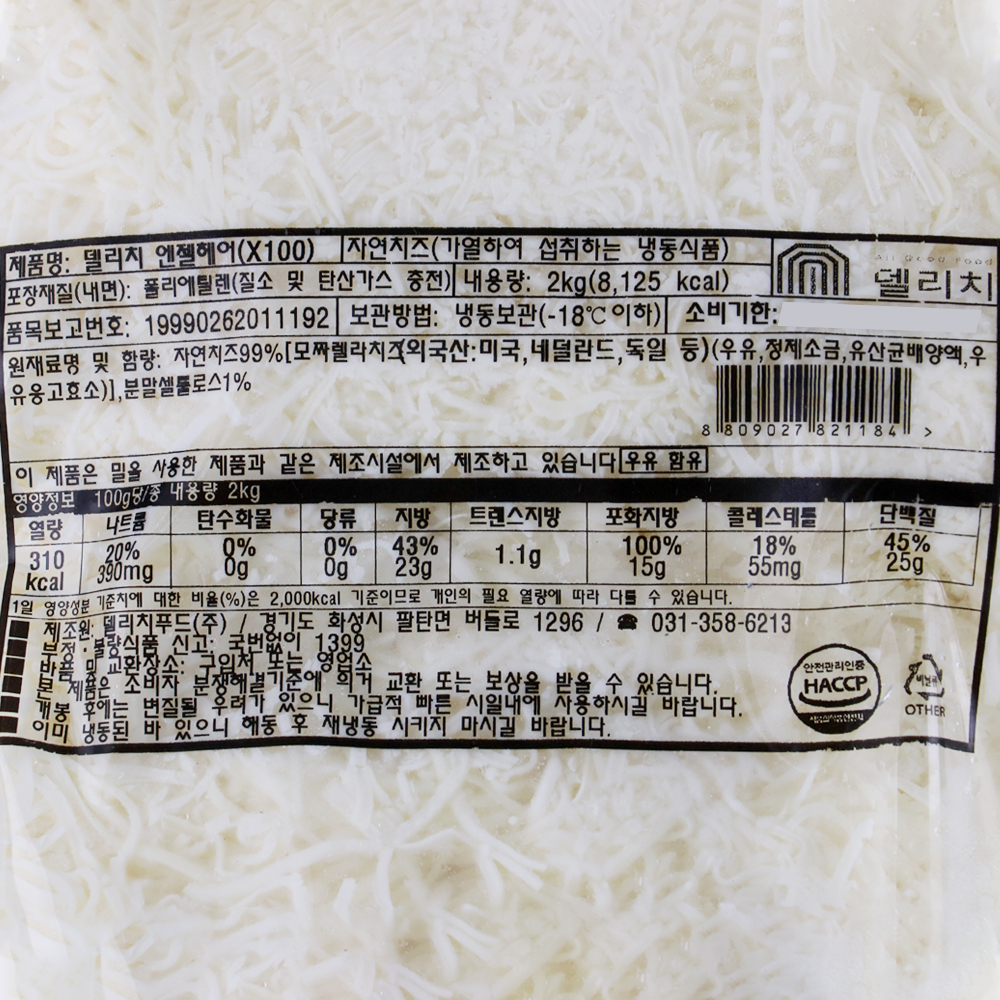 제품명: 델리치 엔젤헤어(X100) 자연치즈(가열하여 섭취하는 냉동식품)
All Good Food
델리치
포장재질(내면): 폴리에틸렌(질소 및 탄산가스 충전) 내용량: 2kg(8,125 kcal)
품목보고번호: 19990262011192 보관방법: 냉동보관(-18℃ 이하) 소비기한:
원재료명 및 함량: 자연치즈99%[모짜렐라치즈(외국산:미국,네덜란드,독일 등)(우유,정제소금,유산균배양액,우
유응고효소)],분말셀룰로스1%
8 809027 821184 >
이 제품은 밀을 사용한 제품과 같은 제조시설에서 제조하고 있습니다 우유 함유
영양정보 100g당/총 내용량 2kg
열량 나트륨 탄수화물 당류 지방 트랜스지방 포화지방 콜레스테롤 단백질
310 20% 0% 0% 43% 1.1g 100% 18% 45%
kcal 390mg 0g 0g 23g 15g 55mg 25g
1일 영양성분 기준치에 대한 비율(%)은 2,000kcal 기준이므로 개인의 필요 열량에 따라 다를 수 있습니다.
제조원: 델리치푸드(주) / 경기도 화성시 팔탄면 버들로 1296 / ☎ 031-358-6213
부정·불량식품 신고: 국번없이 1399
반품 및 교환장소: 구입처 또는 영업소
본 제품은 소비자 분쟁해결기준에 의거 교환 또는 보상을 받을 수 있습니다.
개봉 후에는 변질될 우려가 있으니 가급적 빠른 시일내에 사용하시길 바랍니다.
이미 냉동된 바 있으니 해동 후 재냉동 시키지 마시길 바랍니다.
안전관리인증
HACCP
비닐류
OTHER